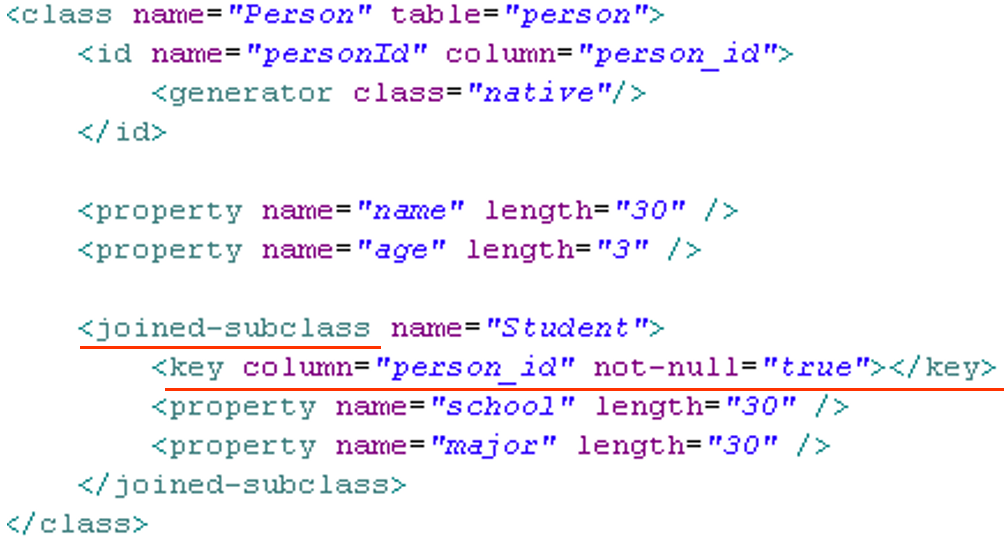 <class name="Person" table="person">
<id name="personId" column="person_id">
<generator class="native"/>
</id>
<property name="name" length="30" />
<property name="age" length="3" />
<joined-subclass name="Student">
<key column="person_id" not-null="true"></key>
<property name="school" length="30" />
<property name="major" length="30" />
</joined-subclass>
</class>